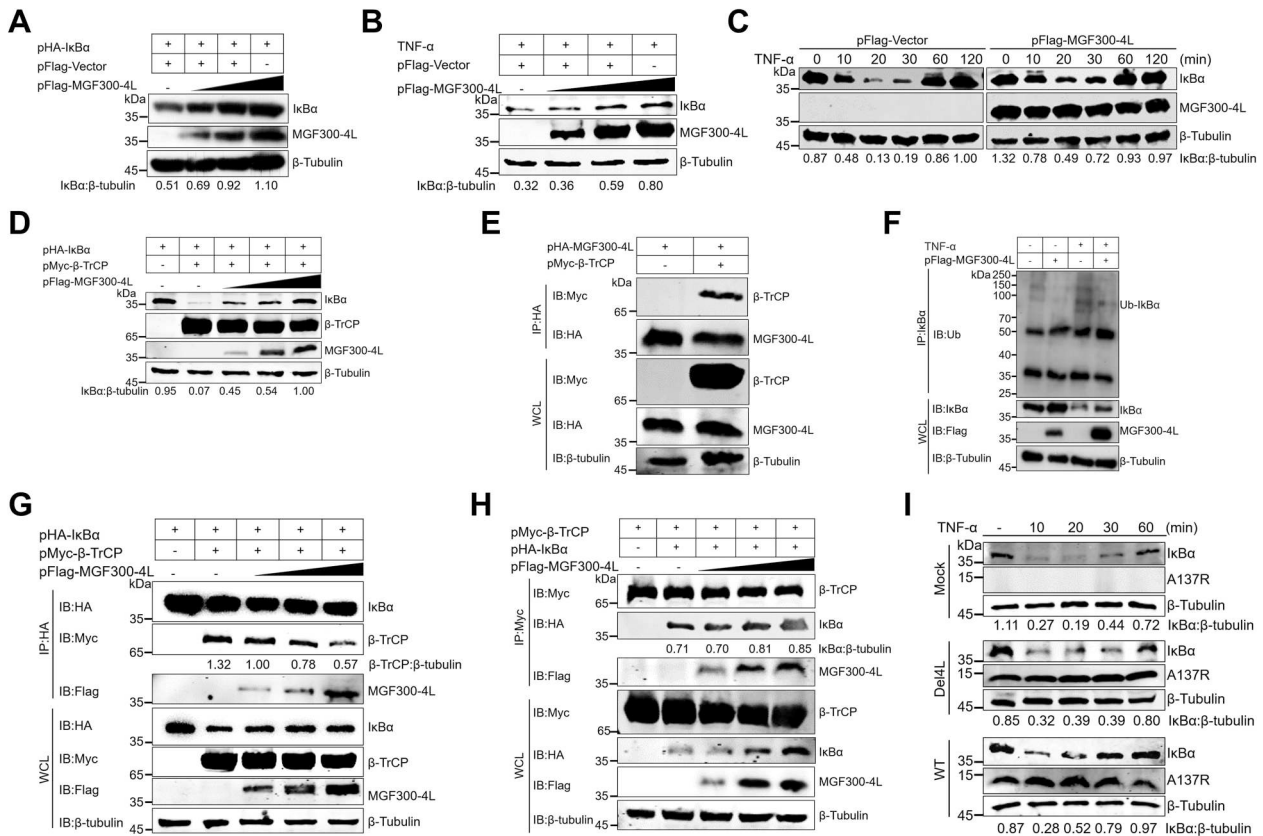 A
pHA-IκBα + + + +
pFlag-Vector + + + -
pFlag-MGF300-4L -
kDa
35 IκBα
35 MGF300-4L
45 β-Tubulin
IκBα:β-tubulin 0.51 0.69 0.92 1.10
B
TNF-α + + + +
pFlag-Vector + + + -
pFlag-MGF300-4L -
kDa
35 IκBα
35 MGF300-4L
45 β-Tubulin
IκBα:β-tubulin 0.32 0.36 0.59 0.80
C
pFlag-Vector pFlag-MGF300-4L
TNF-α 0 10 20 30 60 120 0 10 20 30 60 120 (min)
kDa
35 IκBα
35 MGF300-4L
45 β-Tubulin
0.87 0.48 0.13 0.19 0.86 1.00 1.32 0.78 0.49 0.72 0.93 0.97 IκBα:β-tubulin
D
pHA-IκBα + + + + +
pMyc-β-TrCP - + + + +
pFlag-MGF300-4L - -
kDa
35 IκBα
65 β-TrCP
35 MGF300-4L
45 β-Tubulin
IκBα:β-tubulin 0.95 0.07 0.45 0.54 1.00
E
pHA-MGF300-4L + +
pMyc-β-TrCP - +
kDa
IP:HA
IB:Myc 65 β-TrCP
IB:HA 35 MGF300-4L
WCL
IB:Myc 65 β-TrCP
IB:HA 35 MGF300-4L
IB:β-tubulin 45 β-Tubulin
F
TNF-α - - + +
pFlag-MGF300-4L - + - +
kDa
250
150
100 Ub-IκBα
70
IP:IκBα
IB:Ub 50
40
35
25
WCL
IB:IκBα 35 IκBα
IB:Flag 35 MGF300-4L
IB:β-Tubulin 45 β-Tubulin
G
pHA-IκBα + + + + +
pMyc-β-TrCP - + + + +
pFlag-MGF300-4L - -
kDa
IP:HA
IB:HA 35 IκBα
IB:Myc 65 β-TrCP
1.32 1.00 0.78 0.57 β-TrCP:β-tubulin
IB:Flag 35 MGF300-4L
WCL
IB:HA 35 IκBα
IB:Myc 65 β-TrCP
IB:Flag 35 MGF300-4L
IB:β-tubulin 45 β-Tubulin
H
pMyc-β-TrCP + + + + +
pHA-IκBα - + + + +
pFlag-MGF300-4L - -
kDa
IP:Myc
IB:Myc 65 β-TrCP
IB:HA 35 IκBα
0.71 0.70 0.81 0.85 IκBα:β-tubulin
IB:Flag 35 MGF300-4L
WCL
IB:Myc 65 β-TrCP
IB:HA 35 IκBα
IB:Flag 35 MGF300-4L
IB:β-tubulin 45 β-Tubulin
I
TNF-α - 10 20 30 60 (min)
kDa
Mock
35 IκBα
15 A137R
45 β-Tubulin
1.11 0.27 0.19 0.44 0.72 IκBα:β-tubulin
Del4L
35 IκBα
15 A137R
45 β-Tubulin
0.85 0.32 0.39 0.39 0.80 IκBα:β-tubulin
WT
35 IκBα
15 A137R
45 β-Tubulin
0.87 0.28 0.52 0.79 0.97 IκBα:β-tubulin